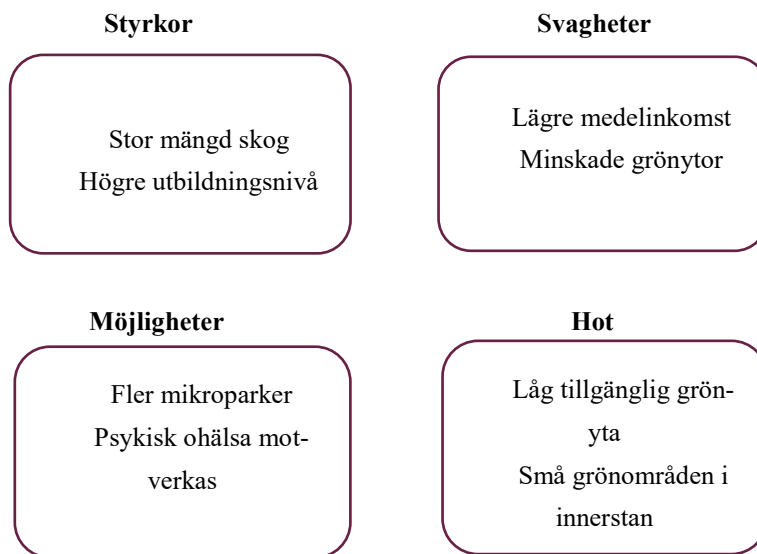 Styrkor
Stor mängd skog
Högre utbildningsnivå
Svagheter
Lägre medelinkomst
Minskade grönytor
Möjligheter
Fler mikroparker
Psykisk ohälsa mot-
verkas
Hot
Låg tillgänglig grön-
yta
Små grönområden i
innerstan